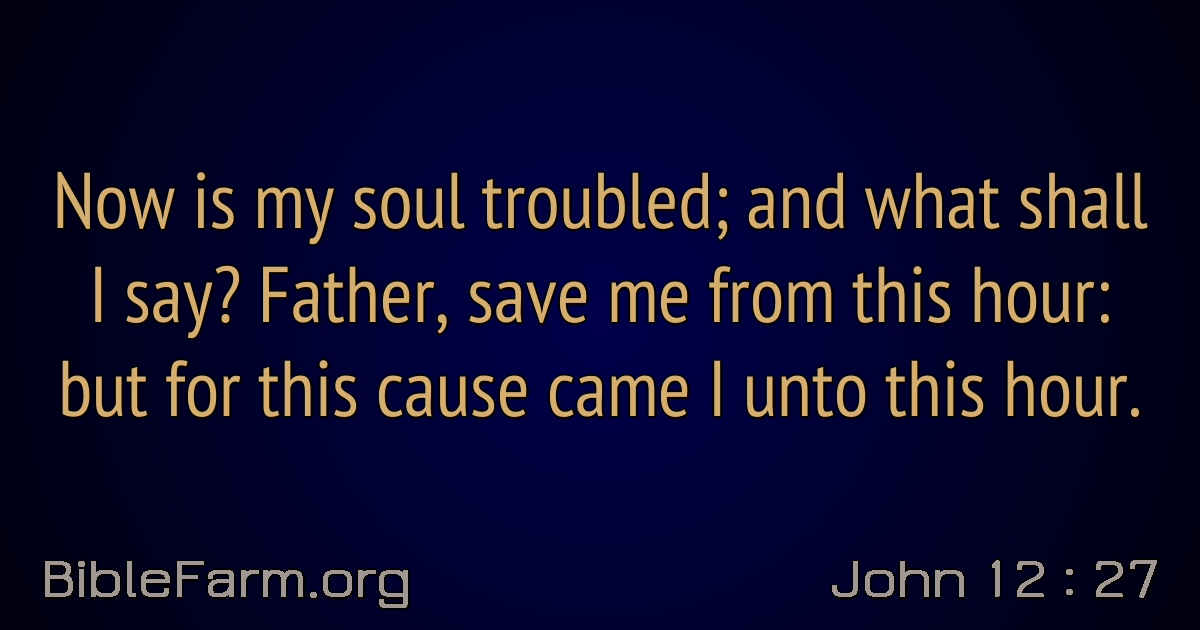 Now is my soul troubled; and what shall
I say? Father, save me from this hour:
but for this cause came I unto this hour.
BibleFarm.org
John 12 : 27